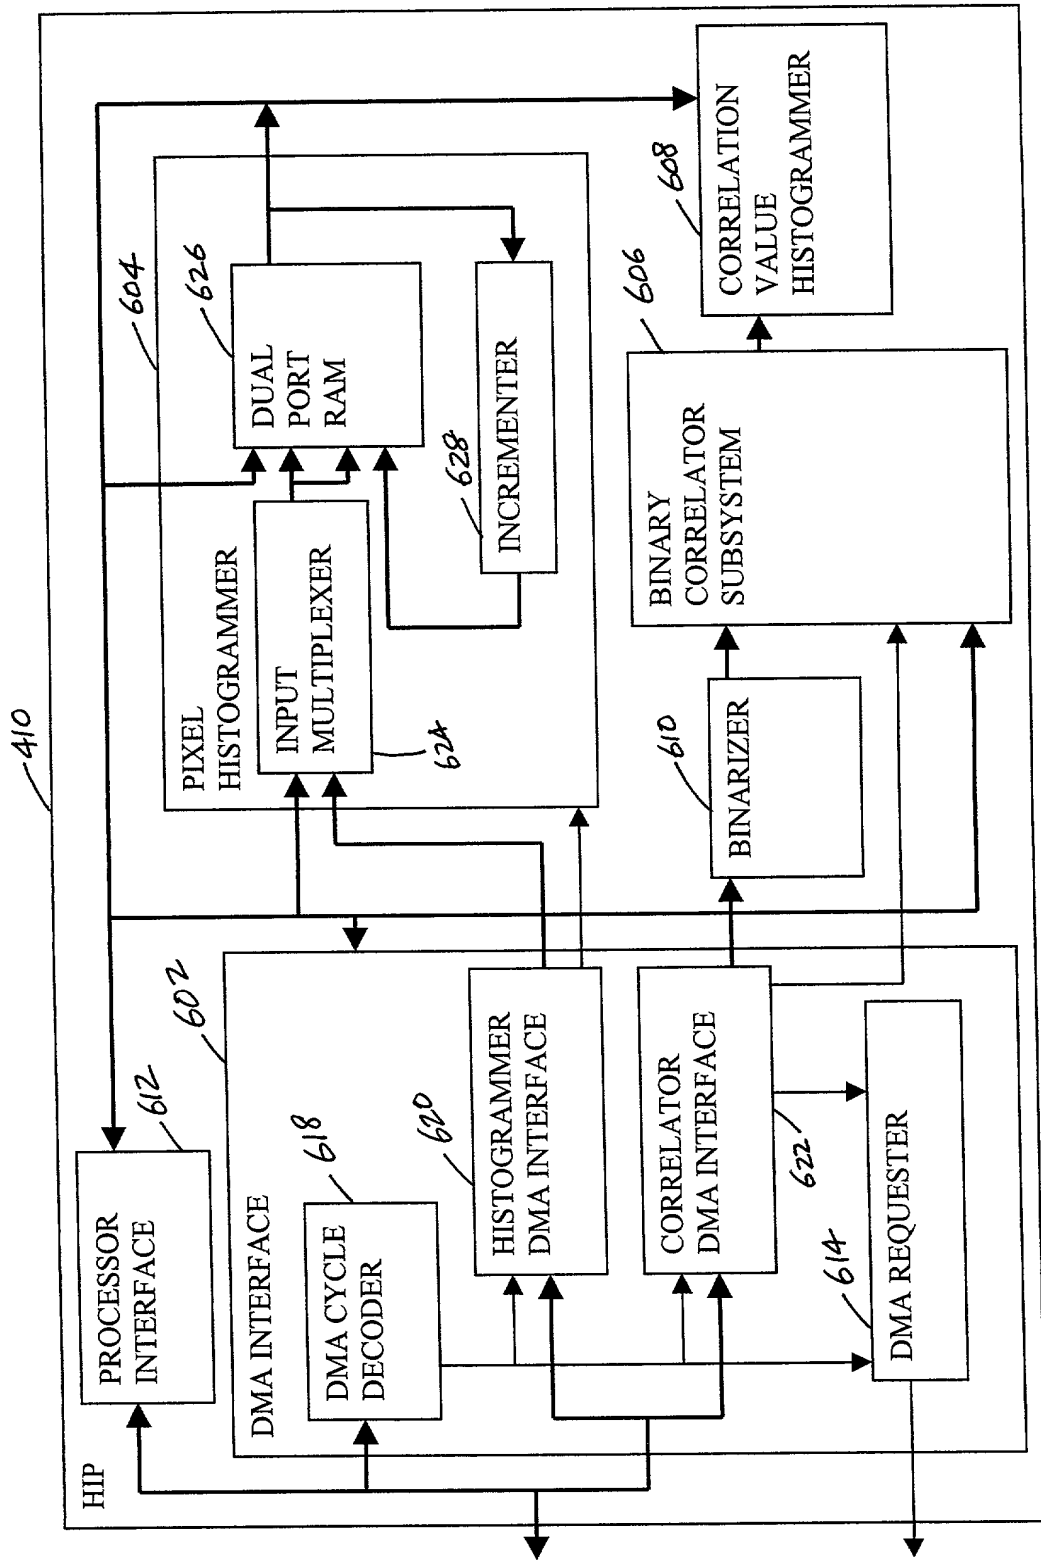 410
HIP
PROCESSOR
INTERFACE
612
602
DMA INTERFACE
DMA CYCLE
DECODER
618
HISTOGRAMMER
DMA INTERFACE
620
CORRELATOR
DMA INTERFACE
622
DMA REQUESTER
614
604
PIXEL
HISTOGRAMMER
INPUT
MULTIPLEXER
624
DUAL
PORT
RAM
626
INCREMENTER
628
BINARIZER
610
BINARY
CORRELATOR
SUBSYSTEM
606
CORRELATION
VALUE
HISTOGRAMMER
608